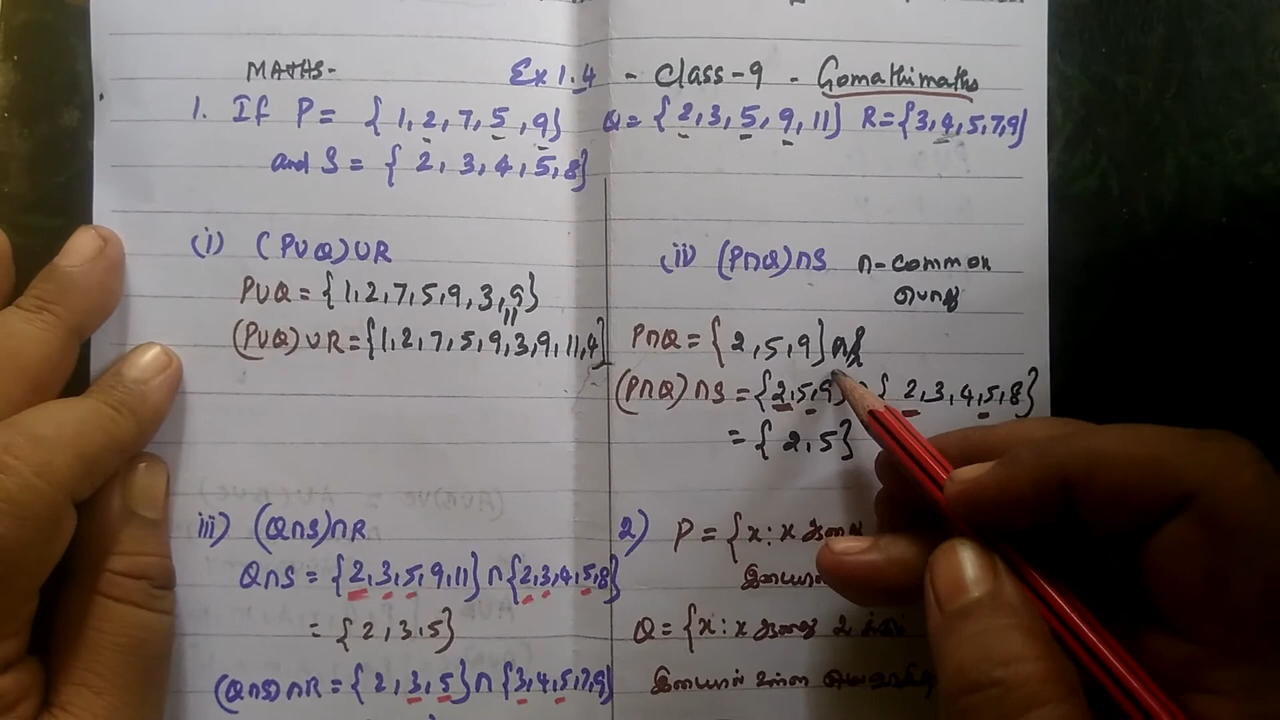 MATHS- Ex 1.4 - Class-9 - Gomathimaths
1. If P = {1,2,7,5,9} Q = {2,3,5,9,11} R={3,4,5,7,9}
and S = {2,3,4,5,8}
(i) (P∪Q)∪R
P∪Q = {1,2,7,5,9,3,9}
11
(P∪Q)∪R={1,2,7,5,9,3,9,11,4}
(ii) (P∩Q)∩S ∩-common
பொது
P∩Q = {2,5,9}
(P∩Q)∩S = {2,5,9} ∩ { 2,3,4,5,8}
= { 2,5}
iii) (Q∩S)∩R
Q∩S = {2,3,5,9,11}∩{2,3,4,5,8}
= {2,3.5}
(Q∩S)∩R = { 2,3,5}∩{3,4,5,7,9}
2) P = {x:x
Q = {x:x